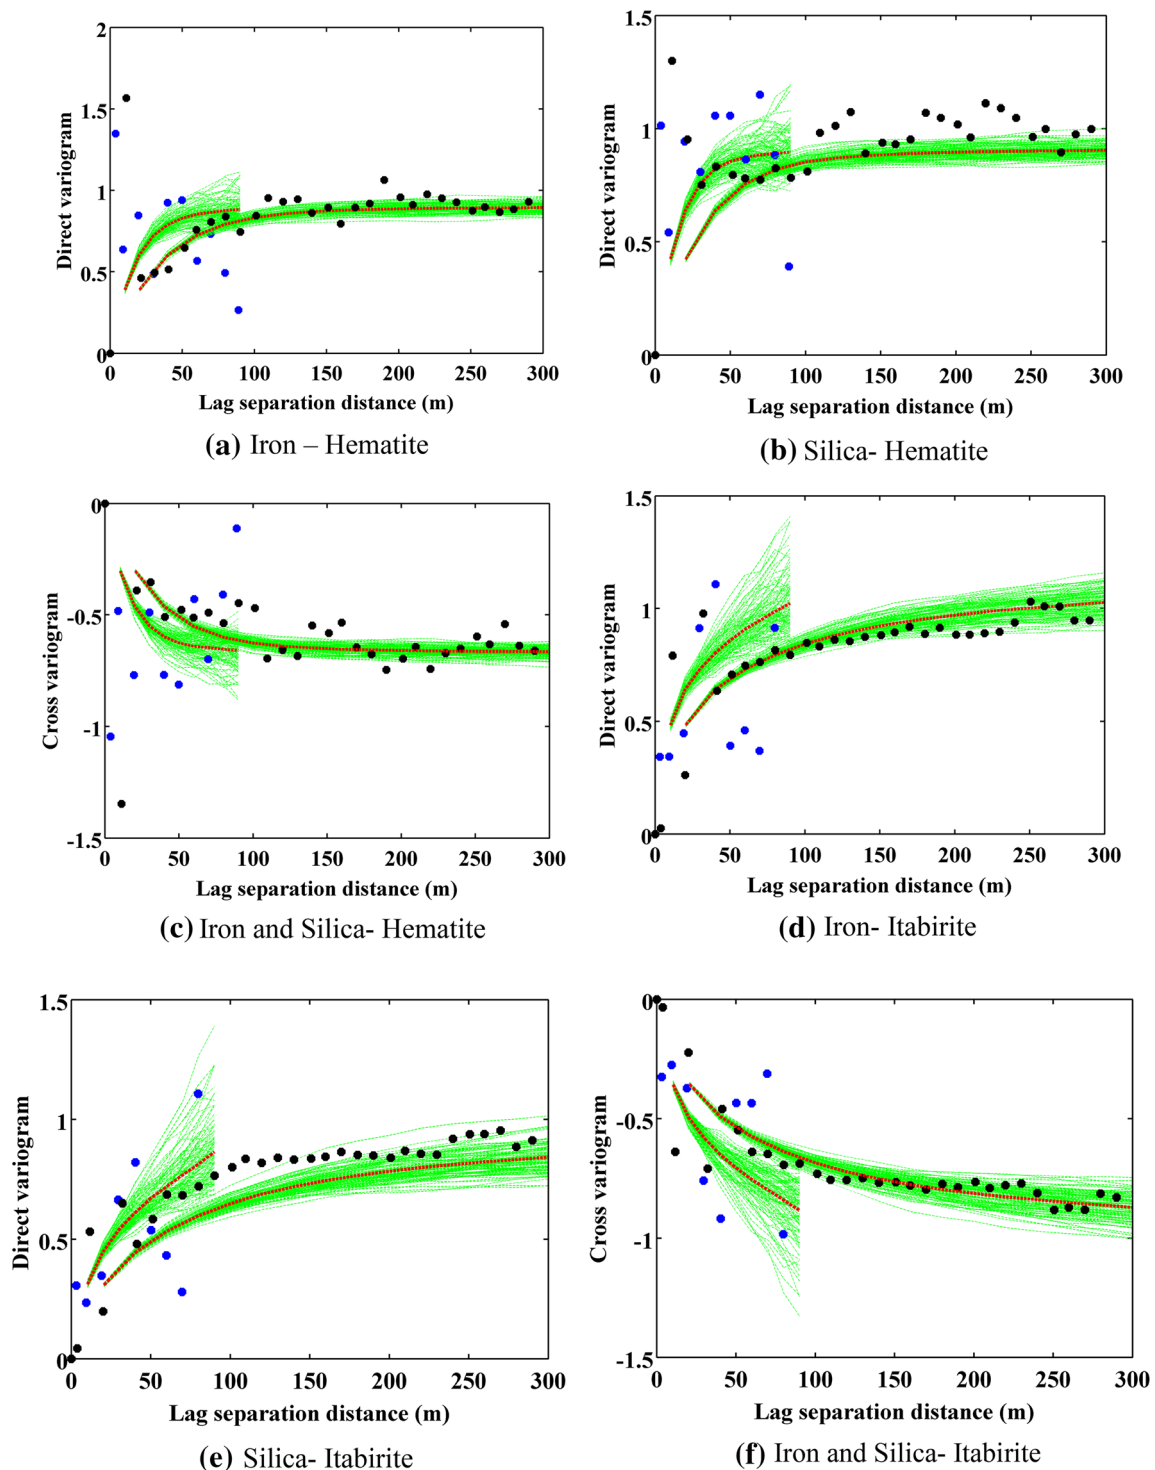 2
1.5
1
0.5
0
Direct variogram
0 50 100 150 200 250 300
Lag separation distance (m)
(a) Iron – Hematite
1.5
1
0.5
0
Direct variogram
0 50 100 150 200 250 300
Lag separation distance (m)
(b) Silica- Hematite
0
-0.5
-1
-1.5
Cross variogram
0 50 100 150 200 250 300
Lag separation distance (m)
(c) Iron and Silica- Hematite
1.5
1
0.5
0
Direct variogram
0 50 100 150 200 250 300
Lag separation distance (m)
(d) Iron- Itabirite
1.5
1
0.5
0
Direct variogram
0 50 100 150 200 250 300
Lag separation distance (m)
(e) Silica- Itabirite
0
-0.5
-1
-1.5
Cross variogram
0 50 100 150 200 250 300
Lag separation distance (m)
(f) Iron and Silica- Itabirite